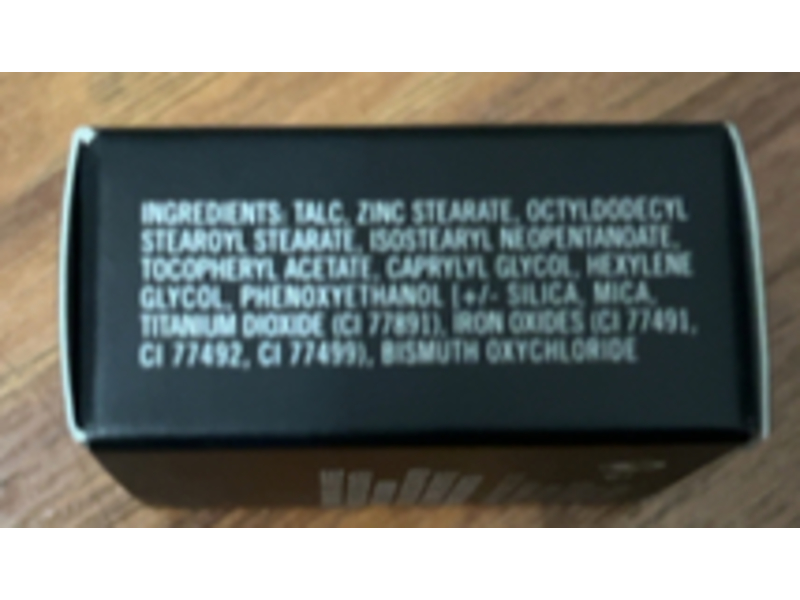 INGREDIENTS: TALC, ZINC STEARATE, OCTYLDODECYL
STEAROYL STEARATE, ISOSTEARYL NEOPENTANOATE,
TOCOPHERYL ACETATE, CAPRYLYL GLYCOL, HEXYLENE
GLYCOL, PHENOXYETHANOL [+/- SILICA, MICA,
TITANIUM DIOXIDE (CI 77891), IRON OXIDES (CI 77491,
CI 77492, CI 77499), BISMUTH OXYCHLORIDE